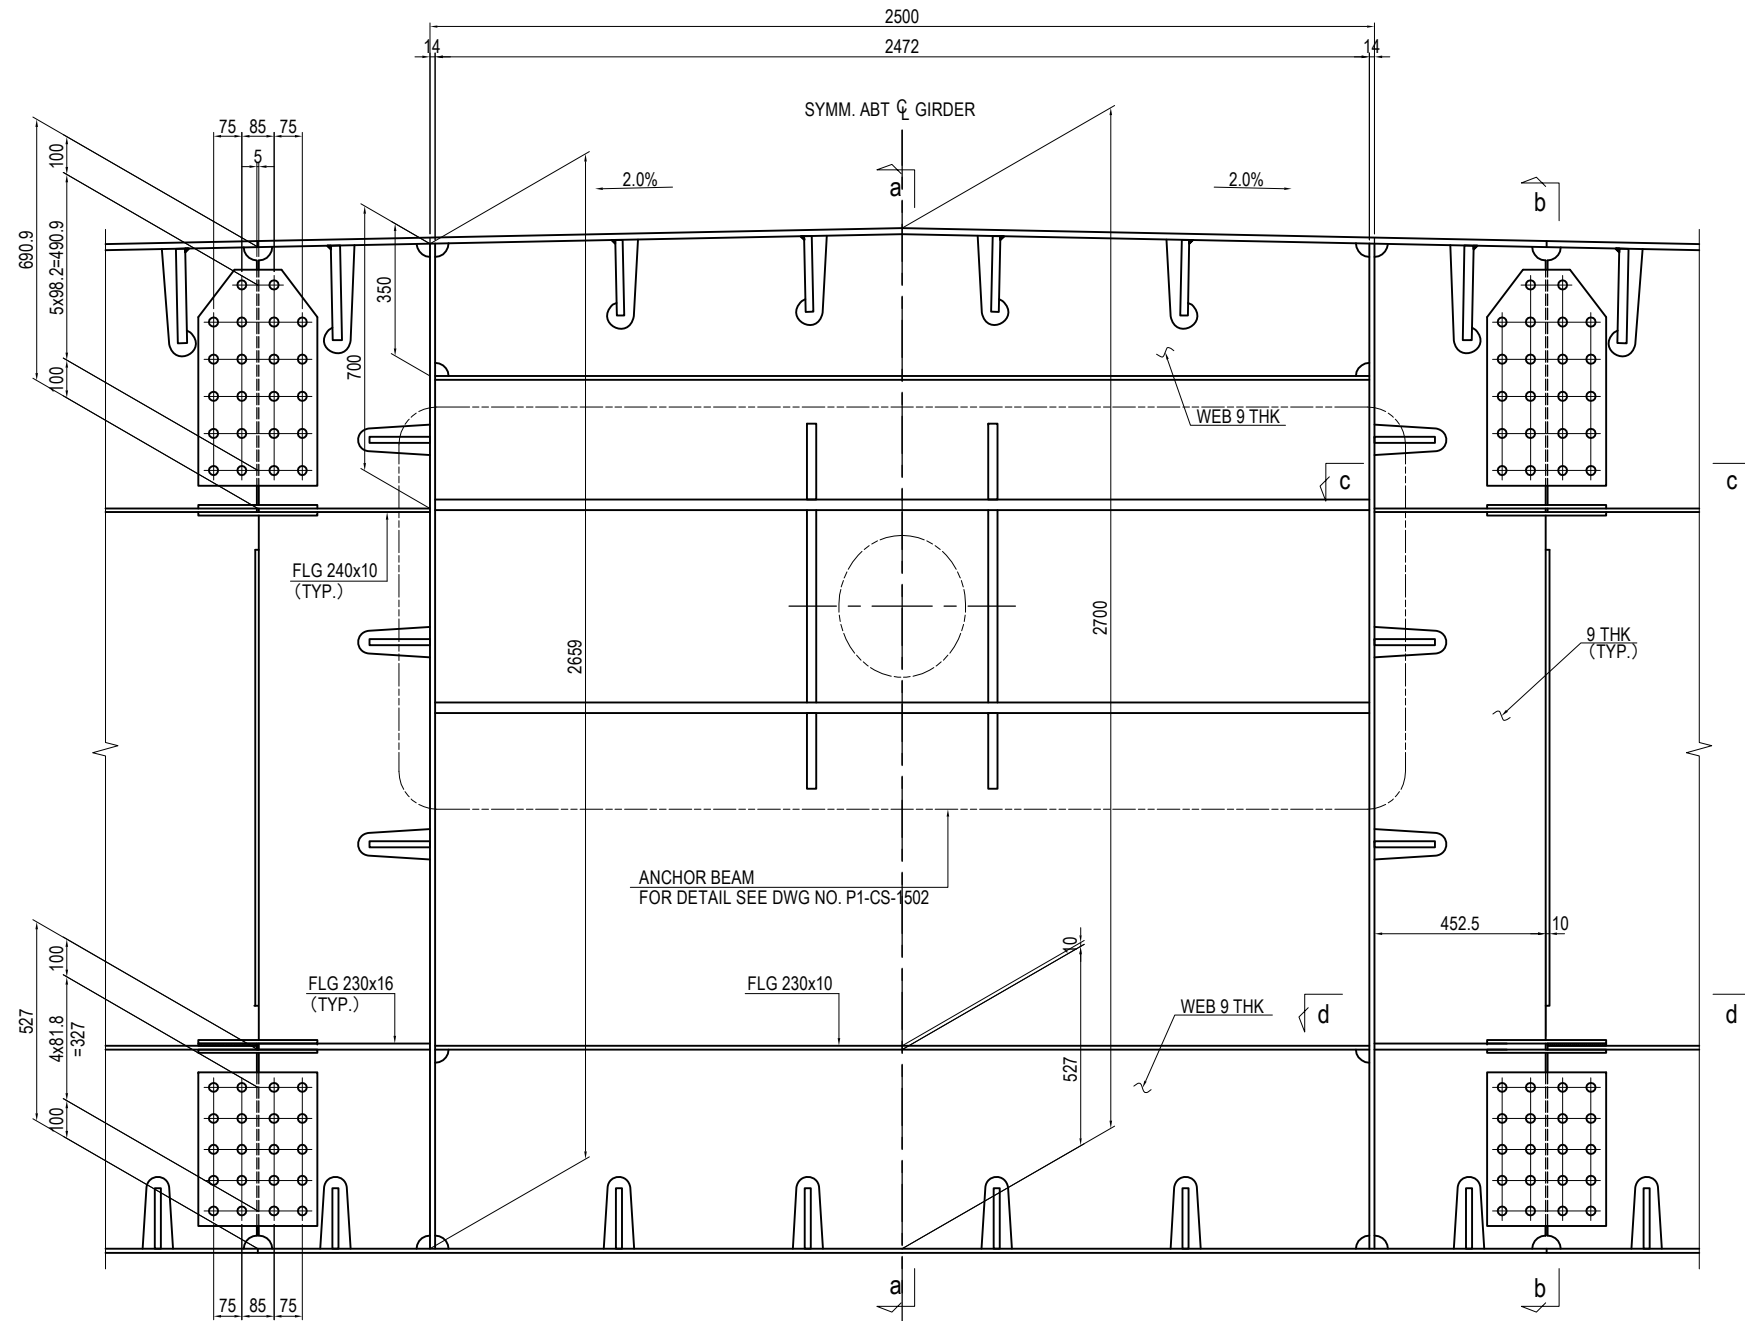 2500
14
2472
14
SYMM. ABT ℄ GIRDER
75
85
75
5
2.0%
a
2.0%
b
690.9
100
5x98.2=490.9
100
350
700
WEB 9 THK
c
c
FLG 240x10
(TYP.)
2659
2700
9 THK
(TYP.)
ANCHOR BEAM
FOR DETAIL SEE DWG NO. P1-CS-1502
452.5
10
10
527
100
4x81.8
=327
100
FLG 230x16
(TYP.)
FLG 230x10
WEB 9 THK
d
d
527
a
b
75
85
75